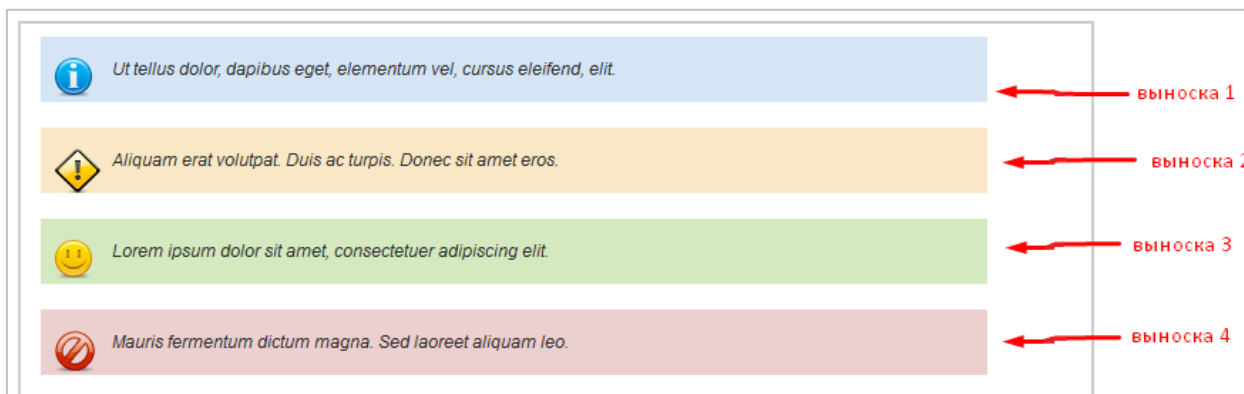 Ut tellus dolor, dapibus eget, elementum vel, cursus eleifend, elit.
выноска 1
Aliquam erat volutpat. Duis ac turpis. Donec sit amet eros.
выноска 2
Lorem ipsum dolor sit amet, consectetuer adipiscing elit.
выноска 3
Mauris fermentum dictum magna. Sed laoreet aliquam leo.
выноска 4